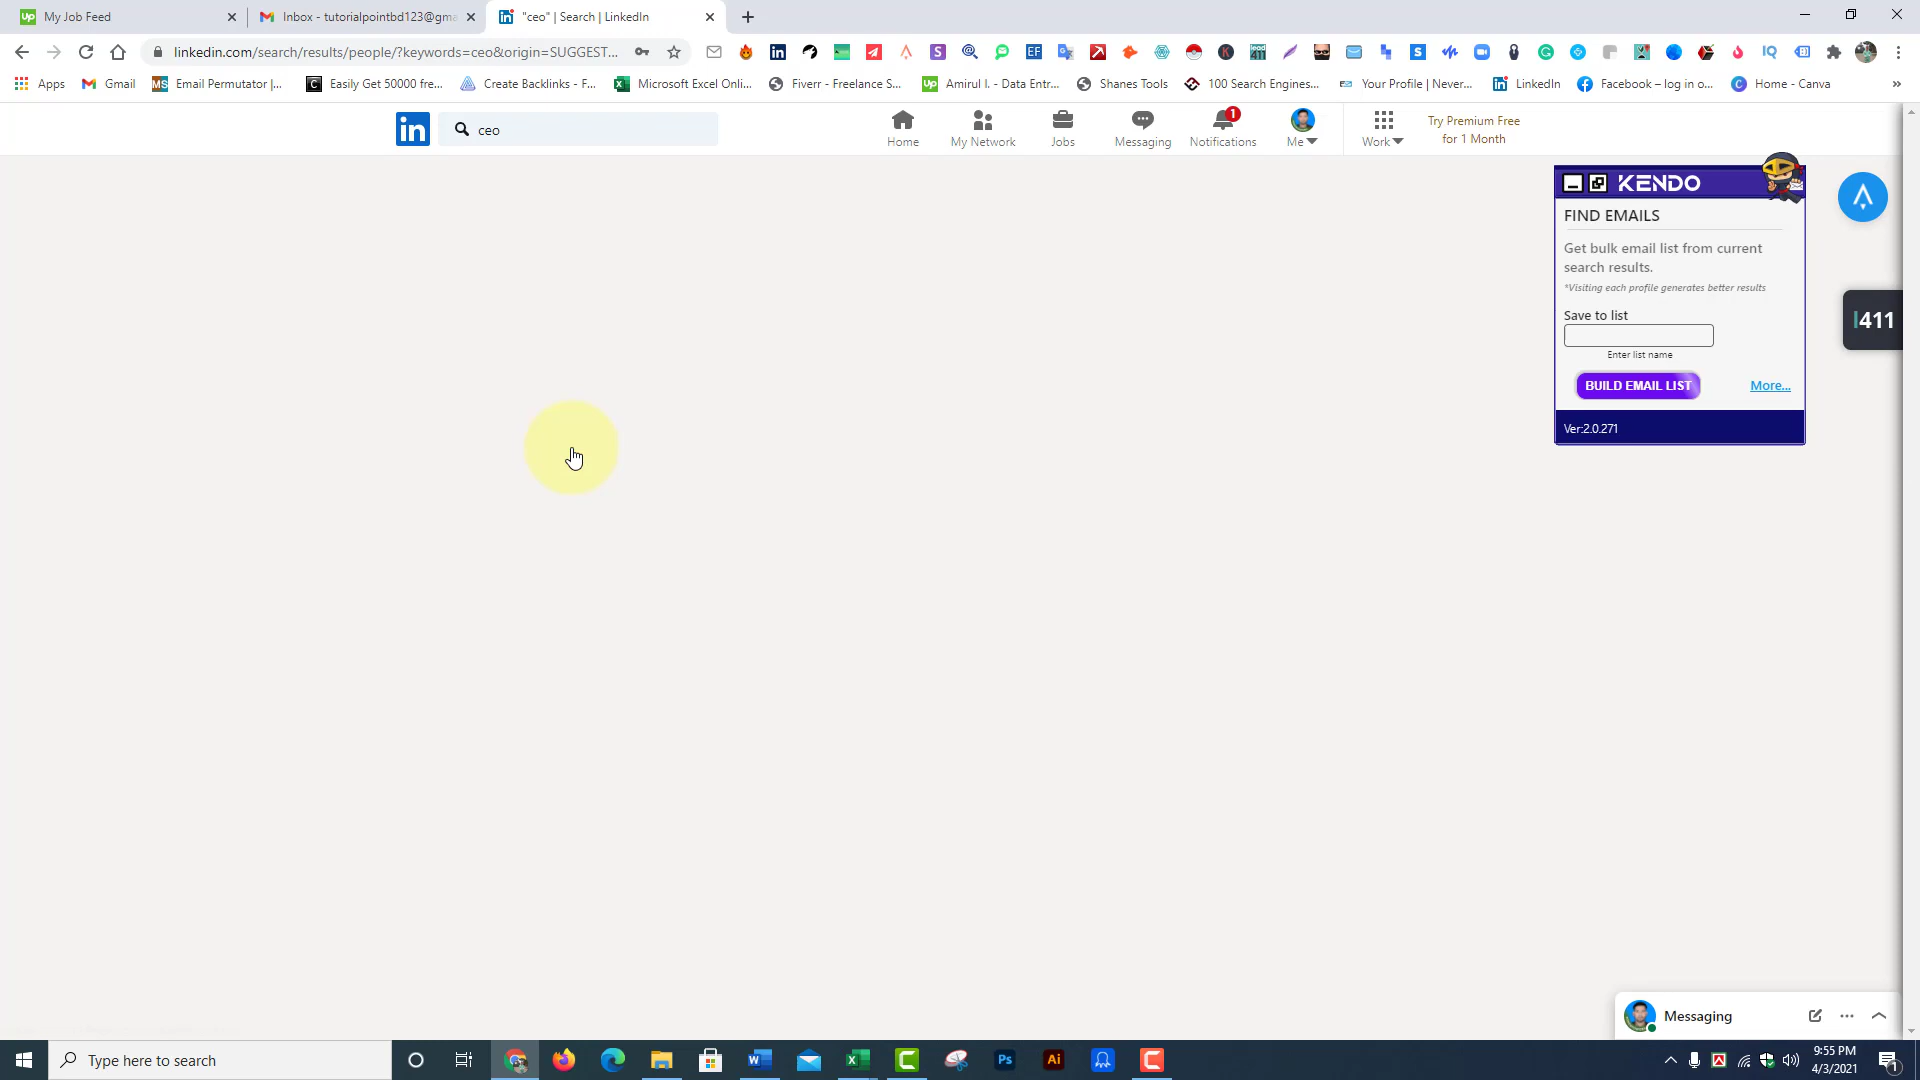 My Job Feed
Inbox - tutorialpointbd123@gma
"ceo" | Search | LinkedIn
linkedin.com/search/results/people/?keywords=ceo&origin=SUGGEST...
Apps
Gmail
Email Permutator |...
Easily Get 50000 fre...
Create Backlinks - F...
Microsoft Excel Onli...
Fiverr - Freelance S...
Amirul I. - Data Entr...
Shanes Tools
100 Search Engines...
Your Profile | Never...
LinkedIn
Facebook – log in o...
Home - Canva
»
in
ceo
Home
My Network
Jobs
Messaging
1
Notifications
Me
Work
Try Premium Free
for 1 Month
KENDO
FIND EMAILS
Get bulk email list from current
search results.
*Visiting each profile generates better results
Save to list
Enter list name
BUILD EMAIL LIST
More...
Ver:2.0.271
l411
Messaging
Type here to search
9:55 PM
4/3/2021